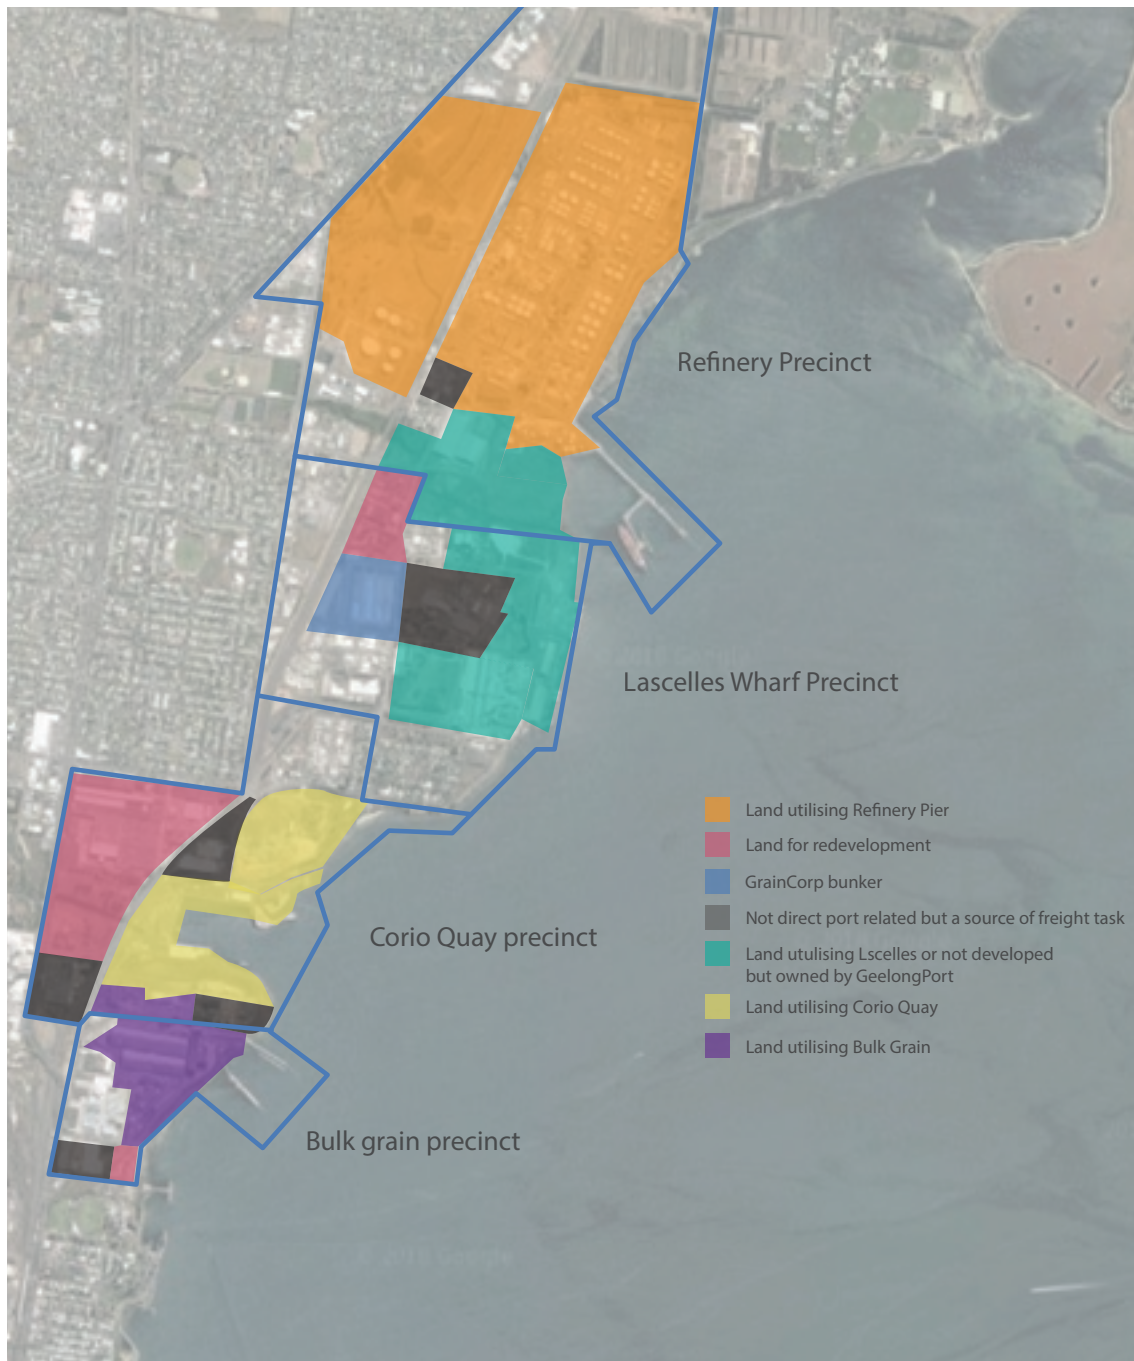 Refinery Precinct
Lascelles Wharf Precinct
Land utilising Refinery Pier
Land for redevelopment
GrainCorp bunker
Not direct port related but a source of freight task
Corio Quay precinct
Land utulising Lscelles or not developed
but owned by GeelongPort
Land utilising Corio Quay
Land utilising Bulk Grain
Bulk grain precinct